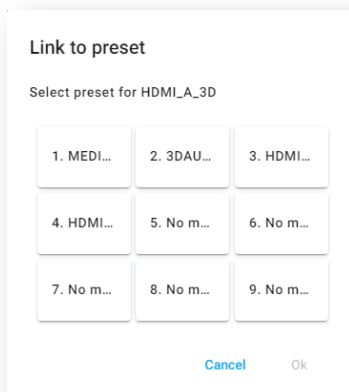 Link to preset
Select preset for HDMI_A_3D
1. MEDI... 2. 3DAU... 3. HDMI...
4. HDMI... 5. No m... 6. No m...
7. No m... 8. No m... 9. No m...
Cancel Ok